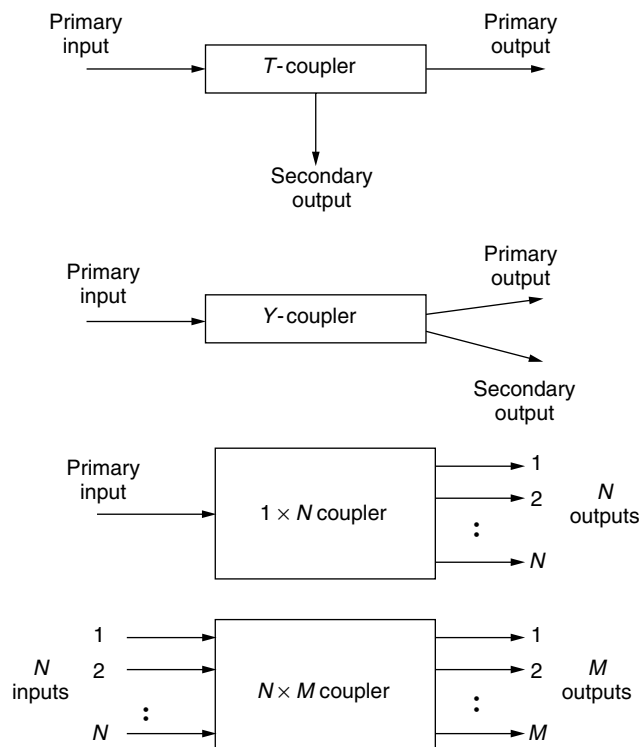 Primary
input
T-coupler
Primary
output
Secondary
output
Primary
input
Y-coupler
Primary
output
Secondary
output
Primary
input
1 × N coupler
1
2
:
N
N
outputs
N
inputs
1
2
:
N
N × M coupler
1
2
:
M
M
outputs